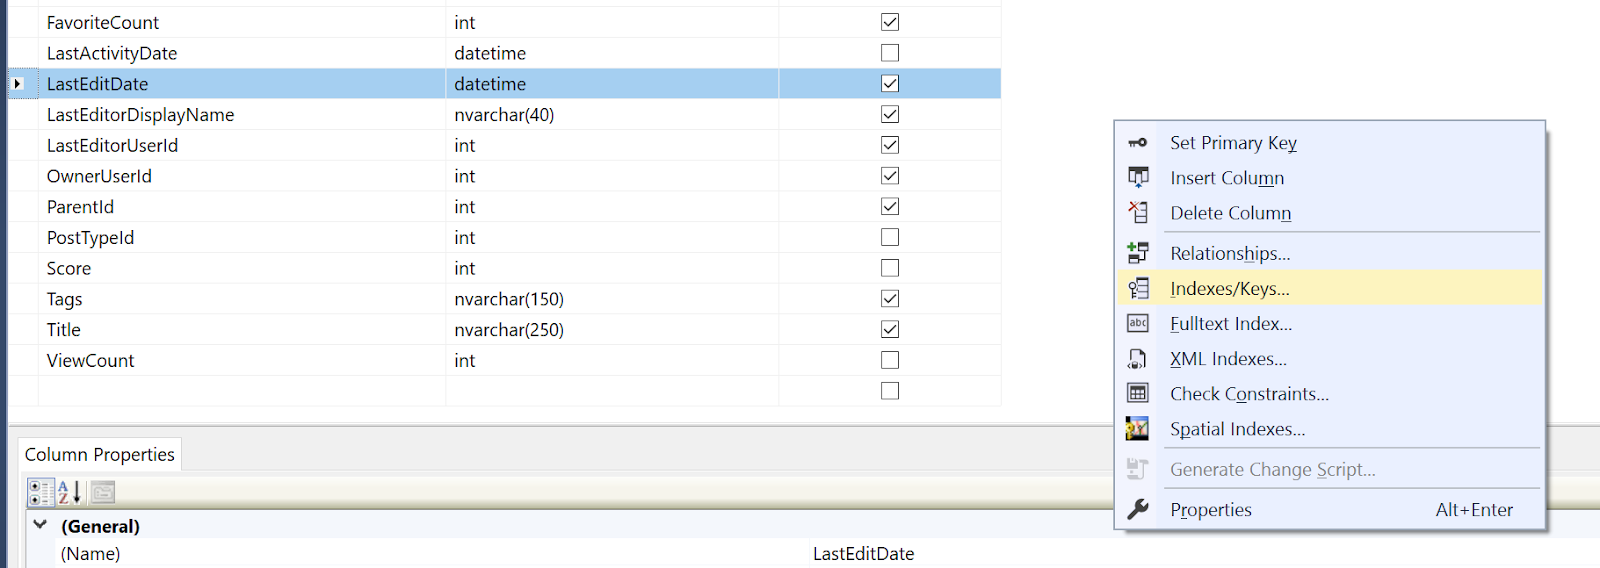 FavoriteCount int
LastActivityDate datetime
LastEditDate datetime
LastEditorDisplayName nvarchar(40)
LastEditorUserId int
OwnerUserId int
ParentId int
PostTypeId int
Score int
Tags nvarchar(150)
Title nvarchar(250)
ViewCount int
Set Primary Key
Insert Column
Delete Column
Relationships...
Indexes/Keys...
abc Fulltext Index...
XML Indexes...
Check Constraints...
Spatial Indexes...
Generate Change Script...
Properties Alt+Enter
Column Properties
A Z
(General)
(Name) LastEditDate